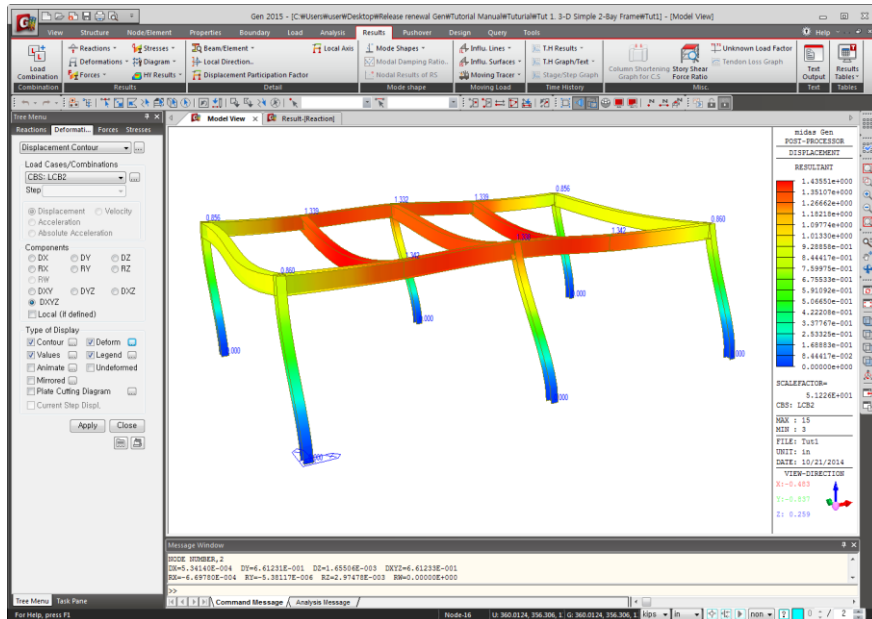 Gen 2015 - [C:\Users\user\Desktop\Release renewal Gen\Tutorial Manual\Tuturial\Tut 1. 3-D Simple 2-Bay Frame\Tut1] - [Model View]
View Structure Node/Element Properties Boundary Load Analysis Results Pushover Design Query Tools Help
Load Combination
Reactions
Deformations
Forces
Stresses
Diagram
HY Results
Beam/Element
Local Direction..
Displacement Participation Factor
Local Axis
Mode Shapes
Modal Damping Ratio..
Nodal Results of RS
Influ. Lines
Influ. Surfaces
Moving Tracer
T.H Results
T.H Graph/Text
Stage/Step Graph
Column Shortening Graph for C.S
Story Shear Force Ratio
Unknown Load Factor
Tendon Loss Graph
Text Output
Results Tables
Combination Results Detail Mode shape Moving Load Time History Misc. Text Tables
Tree Menu
Reactions Deformati... Forces Stresses
Displacement Contour
Load Cases/Combinations
CBS: LCB2
Step
Displacement Velocity
Acceleration
Absolute Acceleration
Components
DX DY DZ
RX RY RZ
RW
DXY DYZ DXZ
DXYZ
Local (if defined)
Type of Display
Contour Deform
Values Legend
Animate Undeformed
Mirrored
Plate Cutting Diagram
Current Step Displ.
Apply Close
Tree Menu Task Pane
Model View Result-[Reaction]
0.856
1.339
1.332
1.339
0.856
0.860
1.342
1.342
0.860
midas Gen
POST-PROCESSOR
DISPLACEMENT
RESULTANT
1.43551e+000
1.35107e+000
1.26662e+000
1.18218e+000
1.09774e+000
1.01330e+000
9.28858e-001
8.44417e-001
7.59975e-001
6.75533e-001
5.91092e-001
5.06650e-001
4.22208e-001
3.37767e-001
2.53325e-001
1.68883e-001
8.44417e-002
0.00000e+000
SCALEFACTOR=
5.1226E+001
CBS: LCB2
MAX : 15
MIN : 3
FILE: Tut1
UNIT: in
DATE: 10/21/2014
VIEW-DIRECTION
X:-0.483
Y:-0.837
Z: 0.259
Message Window
NODE NUMBER,2
DX=5.34140E-004 DY=6.61231E-001 DZ=1.65506E-003 DXYZ=6.61233E-001
RX=-6.69780E-004 RY=-5.38117E-006 RZ=2.97478E-003 RW=0.00000E+000
>>
Command Message Analysis Message
For Help, press F1
Node-16
U: 360.0124, 356.306, 1 G: 360.0124, 356.306, 1 kips in non 2